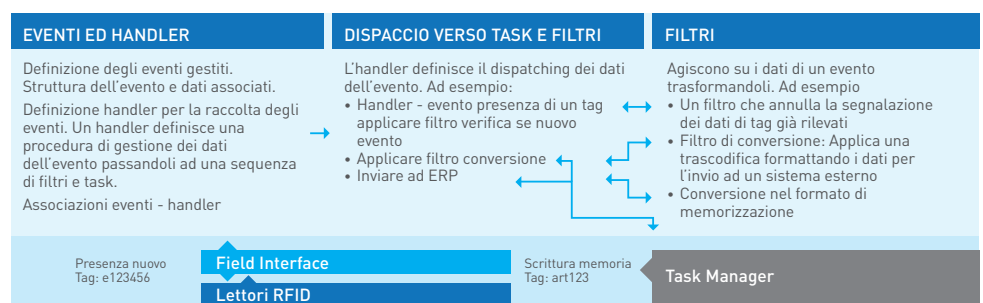 EVENTI ED HANDLER
Definizione degli eventi gestiti.
Struttura dell'evento e dati associati.
Definizione handler per la raccolta degli
eventi. Un handler definisce una
procedura di gestione dei dati
dell'evento passandoli ad una sequenza
di filtri e task.
Associazioni eventi - handler
DISPACCIO VERSO TASK E FILTRI
L'handler definisce il dispatching dei dati
dell'evento. Ad esempio:
• Handler - evento presenza di un tag
applicare filtro verifica se nuovo
evento
• Applicare filtro conversione
• Inviare ad ERP
FILTRI
Agiscono su i dati di un evento
trasformandoli. Ad esempio
• Un filtro che annulla la segnalazione
dei dati di tag già rilevati
• Filtro di conversione: Applica una
trascodifica formattando i dati per
l'invio ad un sistema esterno
• Conversione nel formato di
memorizzazione
Presenza nuovo
Tag: e123456
Field Interface
Lettori RFID
Scrittura memoria
Tag: art123
Task Manager